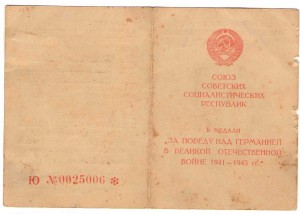 СОЮЗ
СОВЕТСКИХ
СОЦИАЛИСТИЧЕСКИХ
РЕСПУБЛИК
К МЕДАЛИ
"ЗА ПОБЕДУ НАД ГЕРМАНИЕЙ
В ВЕЛИКОЙ ОТЕЧЕСТВЕННОЙ
ВОЙНЕ 1941—1945 гг."
Ю №0025006 *